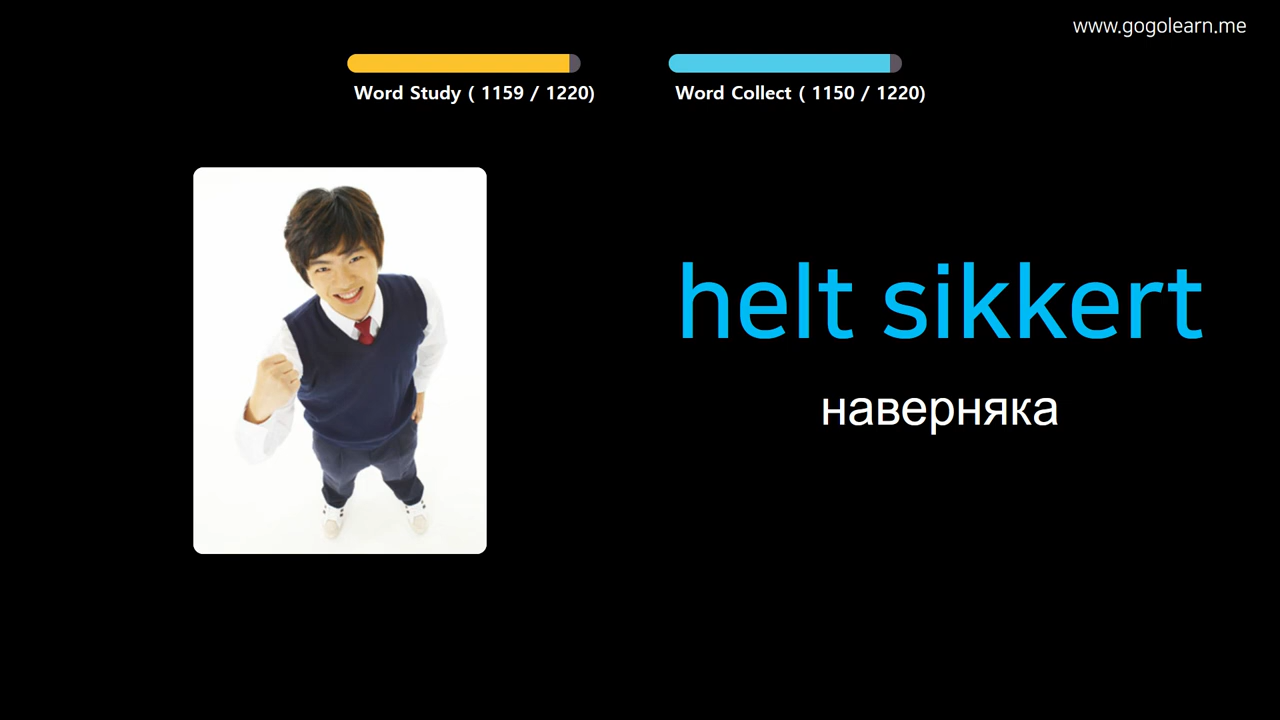 www.gogolearn.me
Word Study ( 1159 / 1220)
Word Collect ( 1150 / 1220)
helt sikkert
наверняка